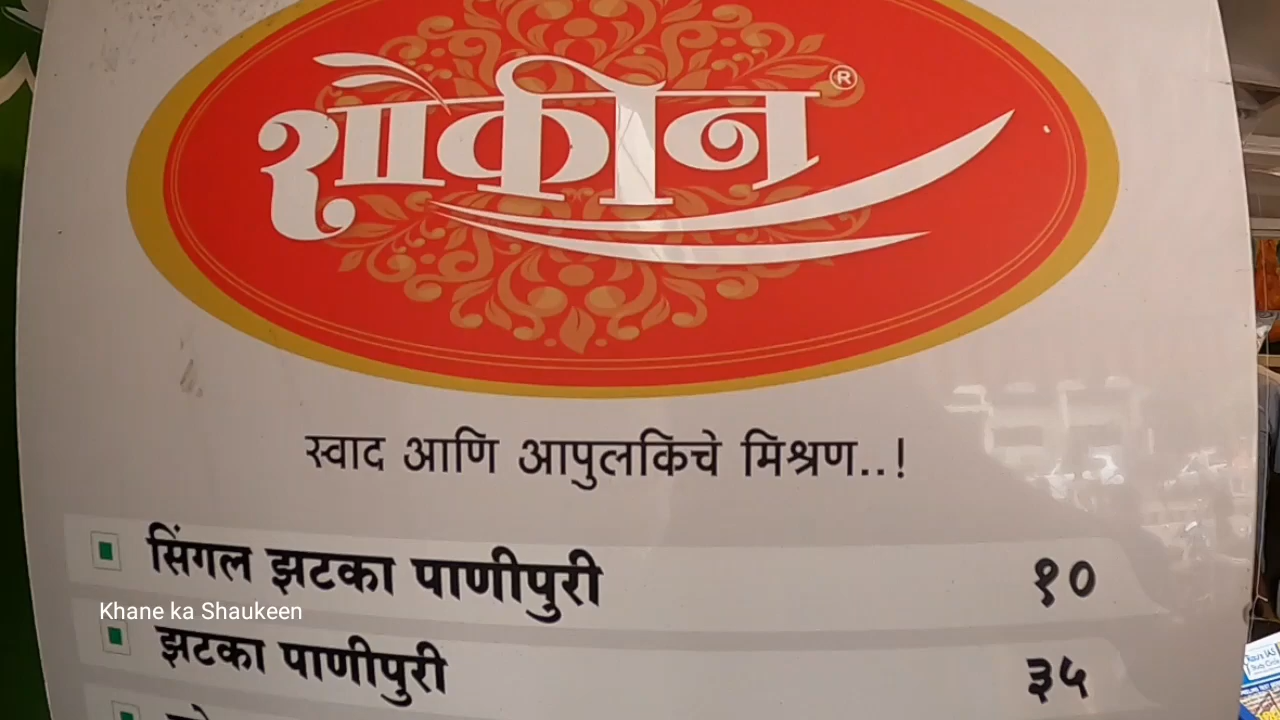 शौकीन ®
स्वाद आणि आपुलकिचे मिश्रण..!
सिंगल झटका पाणीपुरी १०
Khane ka Shaukeen
झटका पाणीपुरी ३५